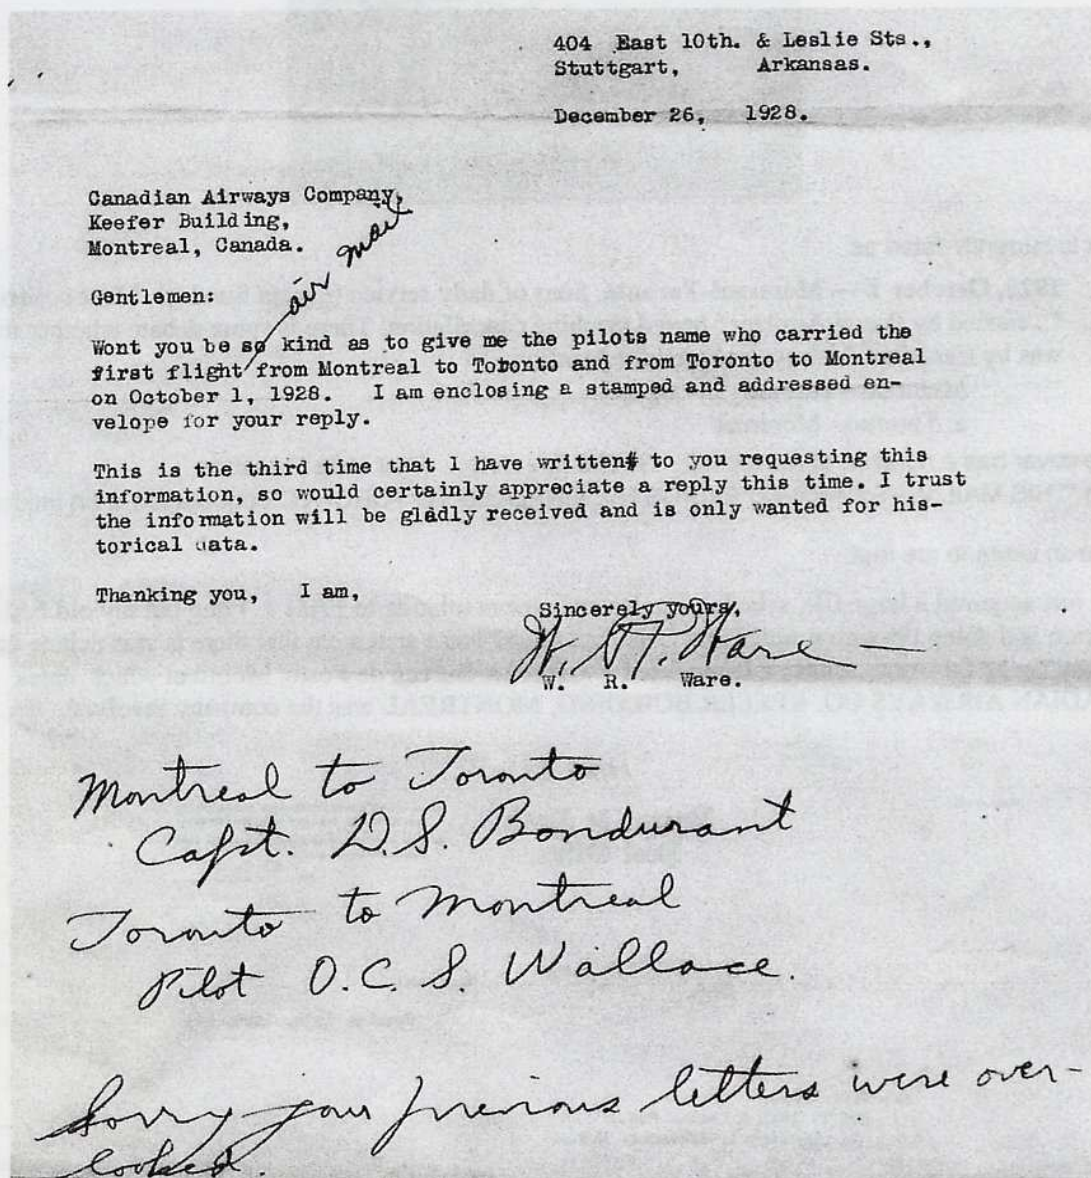 404 East 10th. & Leslie Sts.,
Stuttgart, Arkansas.
December 26, 1928.
Canadian Airways Company,
Keefer Building,
Montreal, Canada.
air mail
Gentlemen:
Wont you be so kind as to give me the pilots name who carried the
first flight from Montreal to Tobonto and from Toronto to Montreal
on October 1, 1928. I am enclosing a stamped and addressed en-
velope for your reply.
This is the third time that I have written# to you requesting this
information, so would certainly appreciate a reply this time. I trust
the information will be gladly received and is only wanted for his-
torical data.
Thanking you, I am,
Sincerely yours,
W. R. Ware
W. R. Ware.
Montreal to Toronto
Capt. D.S. Bondurant
Toronto to Montreal
Pilot O.C.S. Wallace.
Sorry your previous letters were over-
looked.